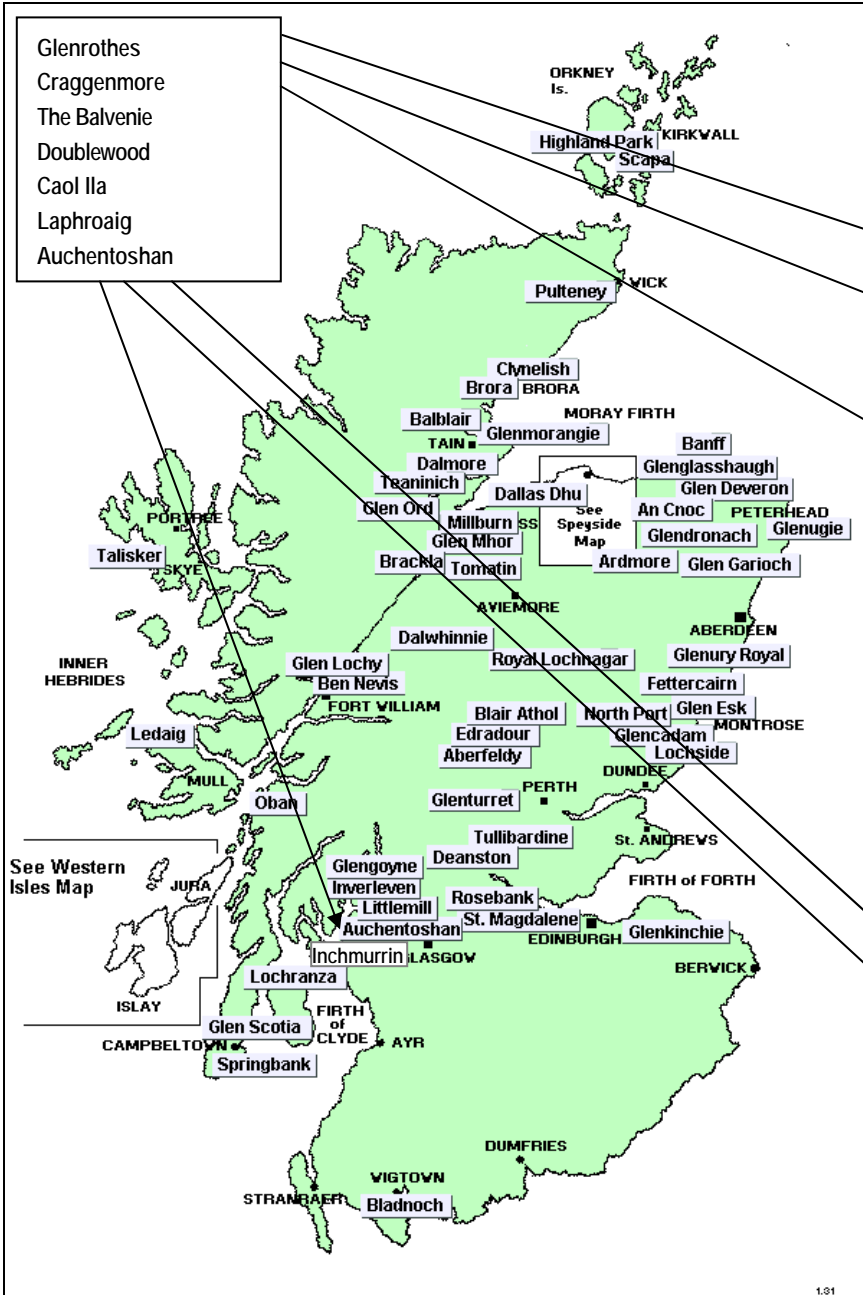 Glenrothes
Craggenmore
The Balvenie
Doublewood
Caol Ila
Laphroaig
Auchentoshan
ORKNEY
Is.
KIRKWALL
Highland Park
Scapa
WICK
Pulteney
Clynelish
Brora
BRORA
MORAY FIRTH
Balblair
Glenmorangie
TAIN
Banff
Dalmore
Glenglasshaugh
Teaninich
Glen Deveron
Dallas Dhu
See
Speyside
Map
An Cnoc
PETERHEAD
Glen Ord
Millburn
SS
Glenugie
Glendronach
Glen Mhor
PORTREE
Talisker
SKYE
Brackla
Tomatin
Ardmore
Glen Garioch
AVIEMORE
ABERDEEN
Dalwhinnie
Royal Lochnagar
Glenury Royal
INNER
HEBRIDES
Glen Lochy
Ben Nevis
FORT WILLIAM
Fettercairn
Blair Athol
North Port
Glen Esk
MONTROSE
Ledaig
Edradour
Glencadam
Aberfeldy
Lochside
MULL
DUNDEE
PERTH
Oban
Glenturret
Tullibardine
St. ANDREWS
See Western
Isles Map
Glengoyne
Deanston
JURA
Inverleven
FIRTH of FORTH
Littlemill
Rosebank
St. Magdalene
Auchentoshan
EDINBURGH
Glenkinchie
Inchmurrin
GLASGOW
BERWICK
Lochranza
ISLAY
FIRTH
of
CLYDE
Glen Scotia
CAMPBELTOWN
AYR
Springbank
DUMFRIES
WIGTOWN
STRANRAER
Bladnoch
1.31